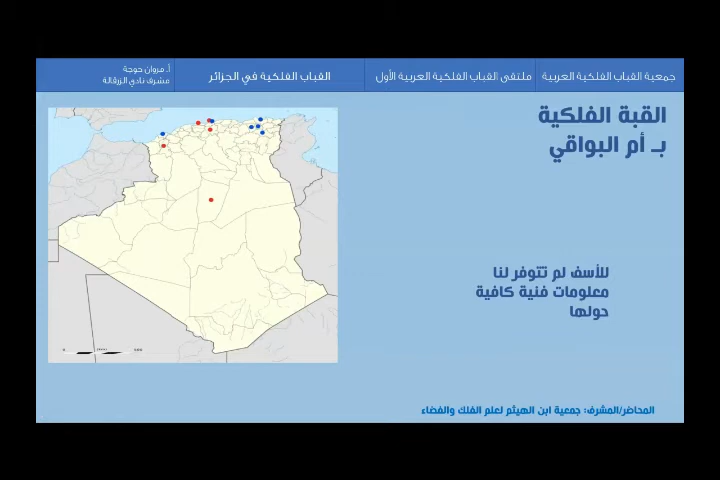 جمعية القباب الفلكية العربية
ملتقى القباب الفلكية العربية الأول
القباب الفلكية في الجزائر
أ. مروان حوحة
مشرف نادي الزرقالة
القبة الفلكية
بـ أم البواقي
للأسف لم تتوفر لنا
معلومات فنية كافية
حولها
المحاضر/المشرف: جمعية ابن الهيثم لعلم الفلك والفضاء